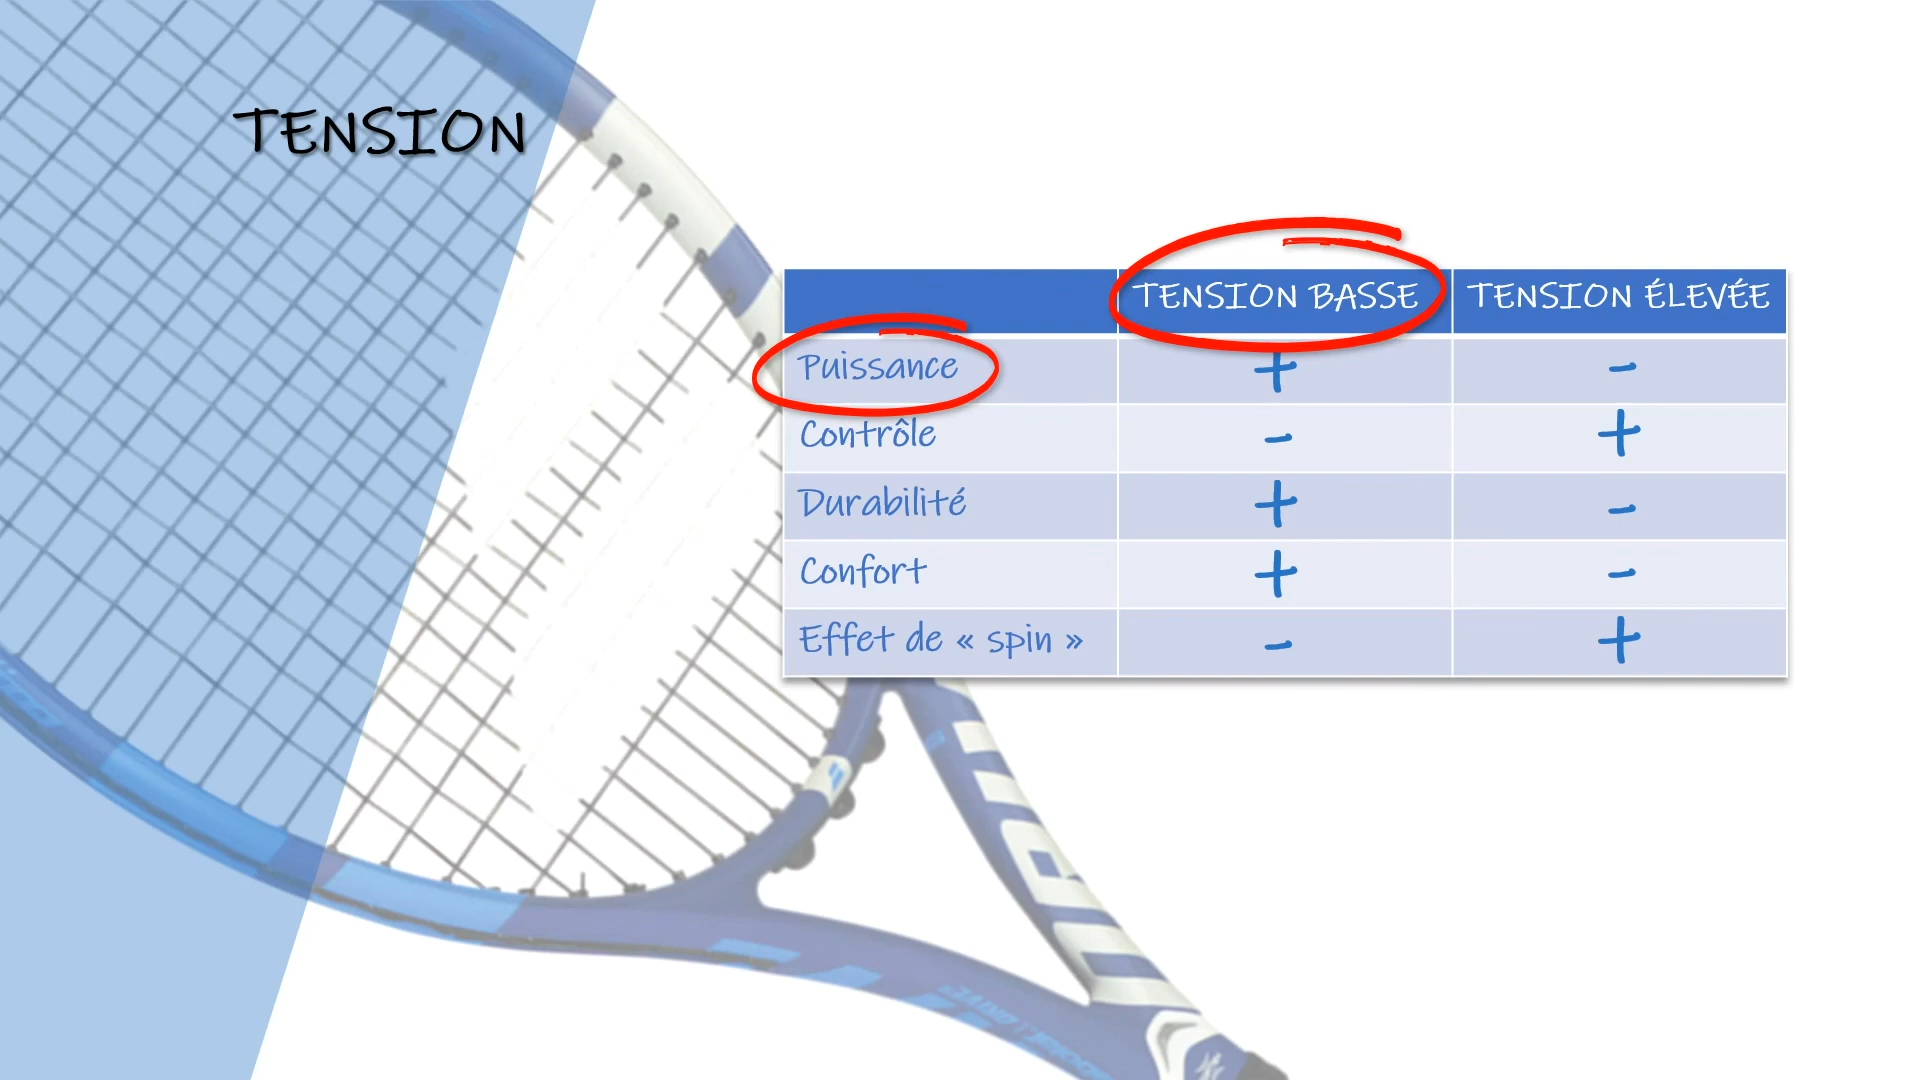 TENSION
TENSION BASSE TENSION ÉLEVÉE
Puissance + -
Contrôle - +
Durabilité + -
Confort + -
Effet de « spin » - +